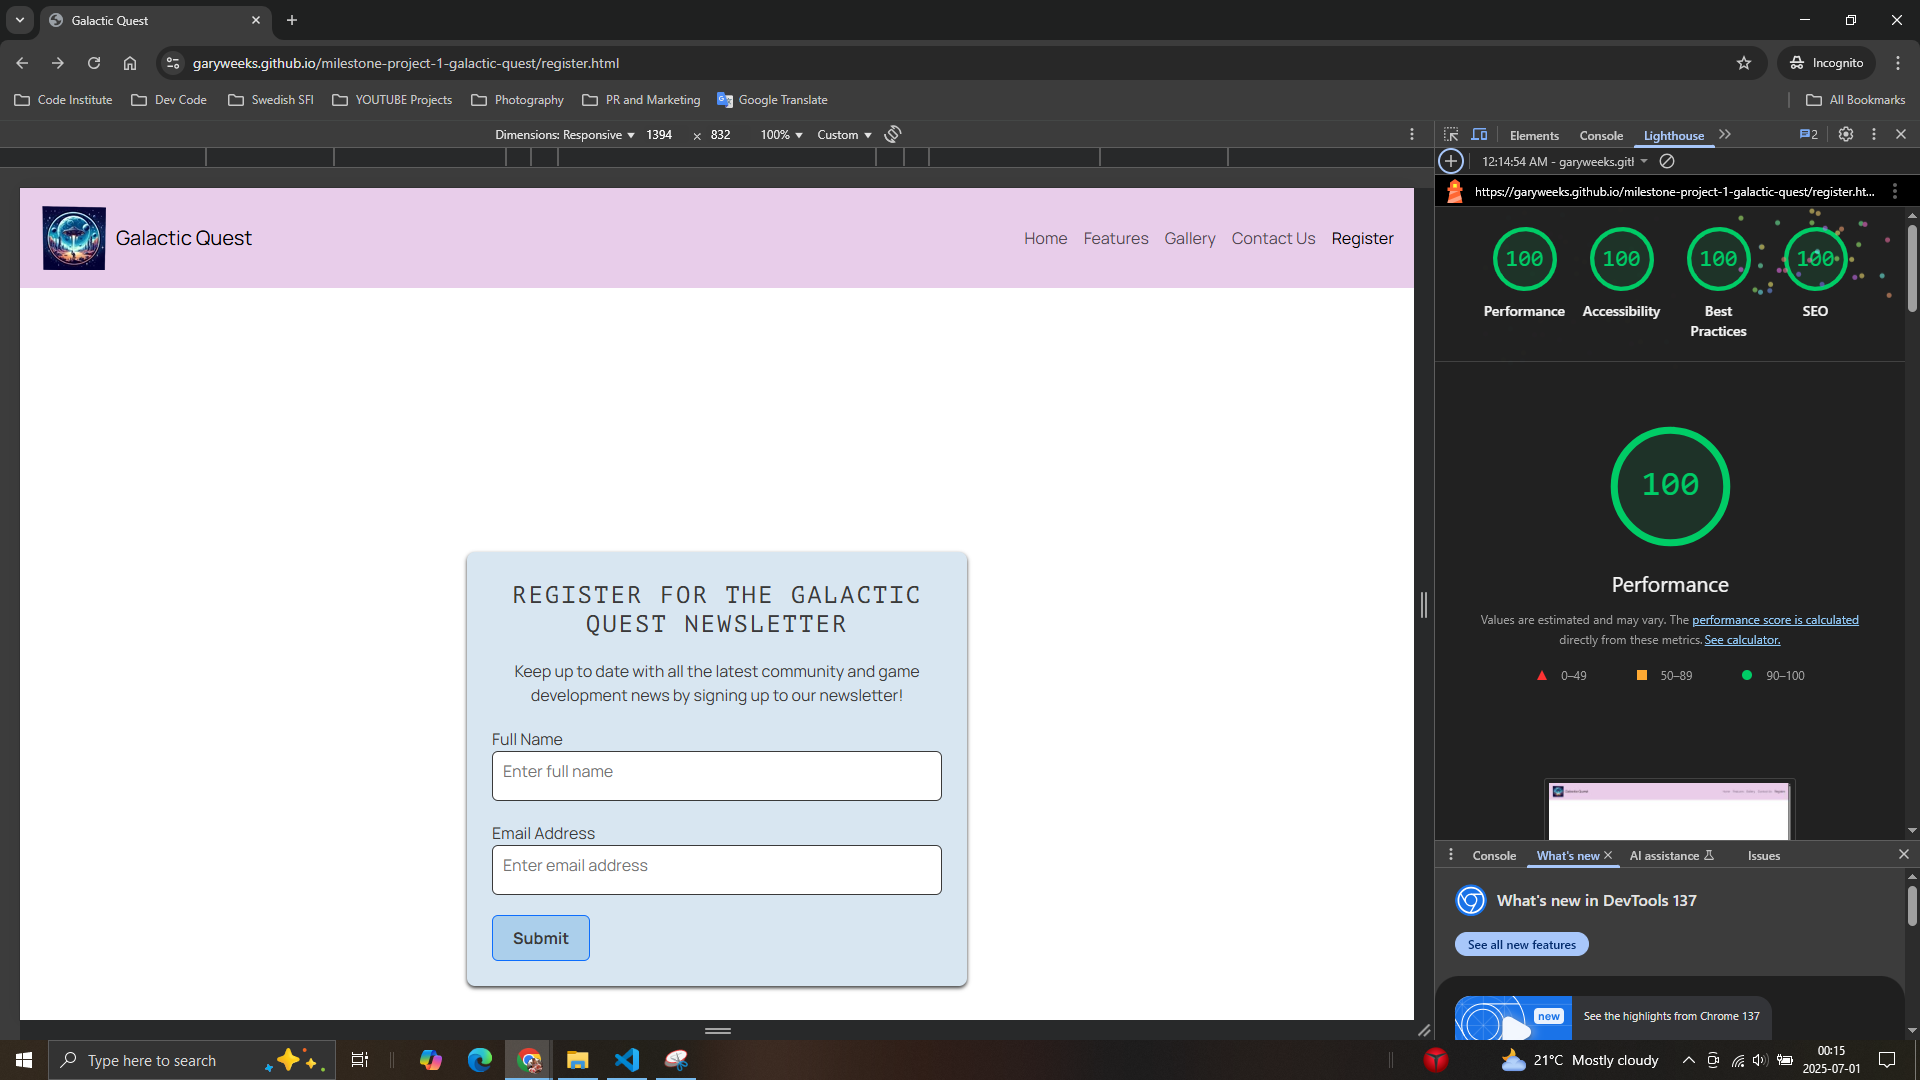 Galactic Quest
garyweeks.github.io/milestone-project-1-galactic-quest/register.html
Incognito
Code Institute
Dev Code
Swedish SFI
YOUTUBE Projects
Photography
PR and Marketing
Google Translate
All Bookmarks
Dimensions: Responsive
1394
×
832
100%
Custom
Elements
Console
Lighthouse
2
12:14:54 AM - garyweeks.gitl
https://garyweeks.github.io/milestone-project-1-galactic-quest/register.ht...
Galactic Quest
Home
Features
Gallery
Contact Us
Register
100
100
100
100
Performance
Accessibility
Best
Practices
SEO
100
Performance
Values are estimated and may vary. The performance score is calculated
directly from these metrics. See calculator.
0–49
50–89
90–100
REGISTER FOR THE GALACTIC
QUEST NEWSLETTER
Keep up to date with all the latest community and game
development news by signing up to our newsletter!
Full Name
Enter full name
Email Address
Enter email address
Submit
Console
What's new
AI assistance
Issues
What's new in DevTools 137
See all new features
new
See the highlights from Chrome 137
Type here to search
21°C Mostly cloudy
00:15
2025-07-01